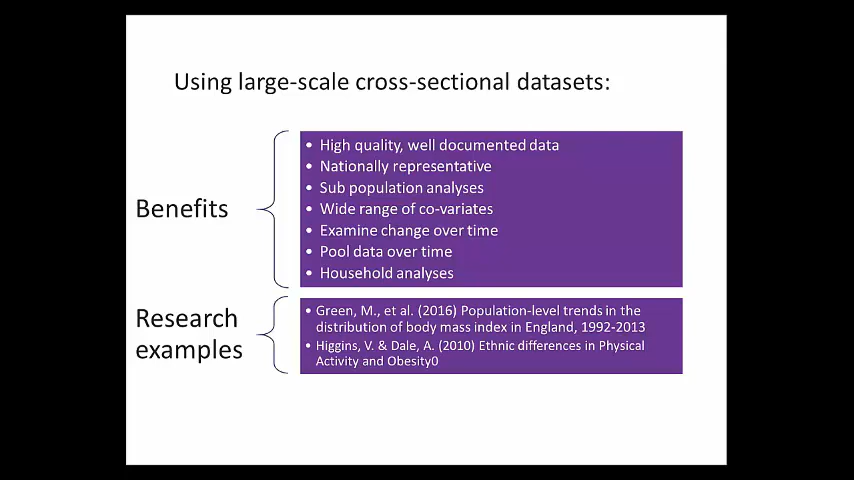 Using large-scale cross-sectional datasets:
Benefits
• High quality, well documented data
• Nationally representative
• Sub population analyses
• Wide range of co-variates
• Examine change over time
• Pool data over time
• Household analyses
Research
examples
• Green, M., et al. (2016) Population-level trends in the
distribution of body mass index in England, 1992-2013
• Higgins, V. & Dale, A. (2010) Ethnic differences in Physical
Activity and Obesity0